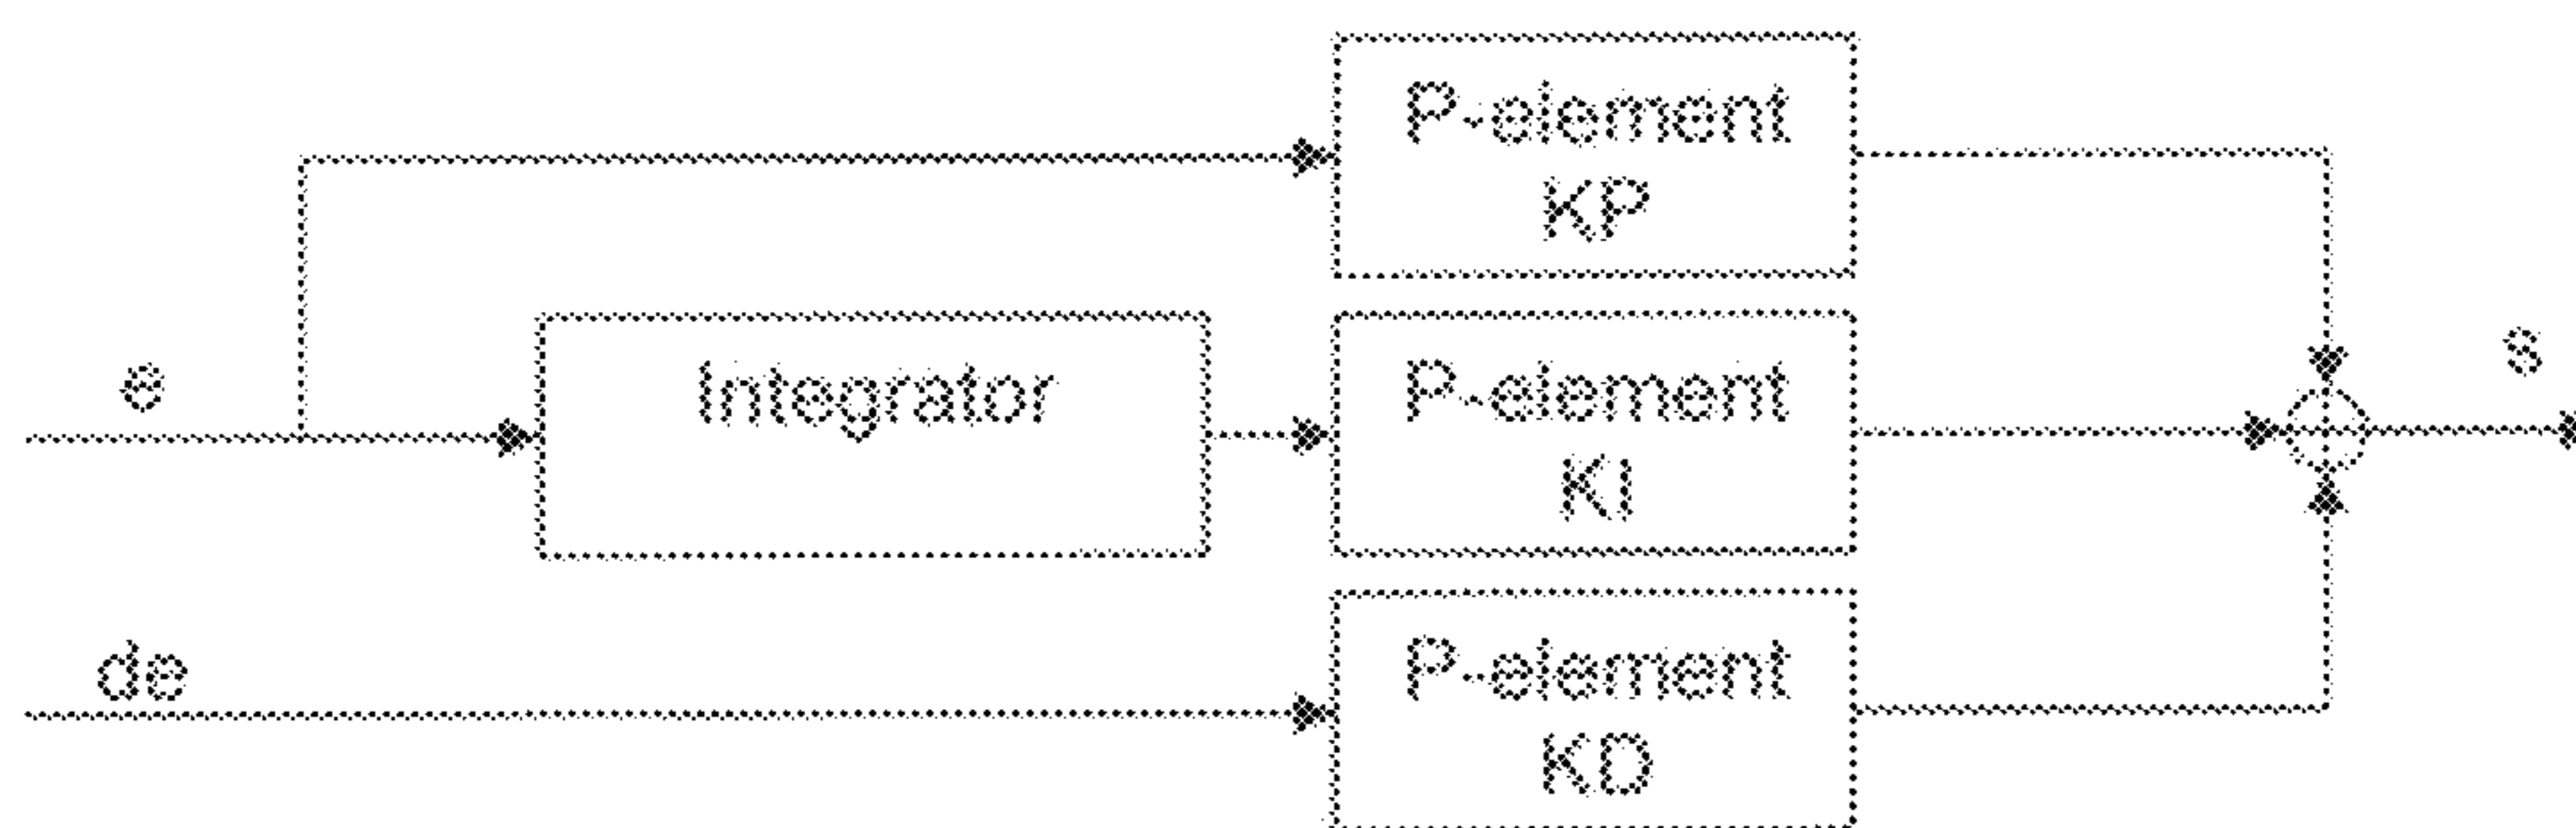 P-element
KP
e
Integrator
P-element
KI
s
de
P-element
KD